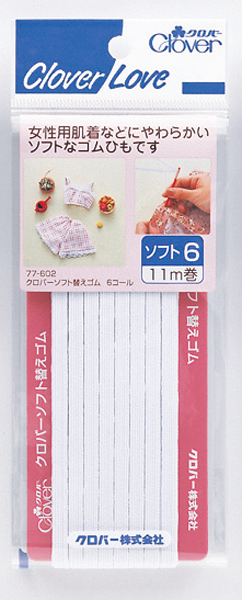 クロバー
Clover
Clover Love
女性用肌着などにやわらかい
ソフトなゴムひもです
ソフト6
11m巻
77-602
クロバーソフト替えゴム 6コール
クロバーソフト替えゴム
クロバーソフト替えゴム
クロバー
Clover
クロバー株式会社